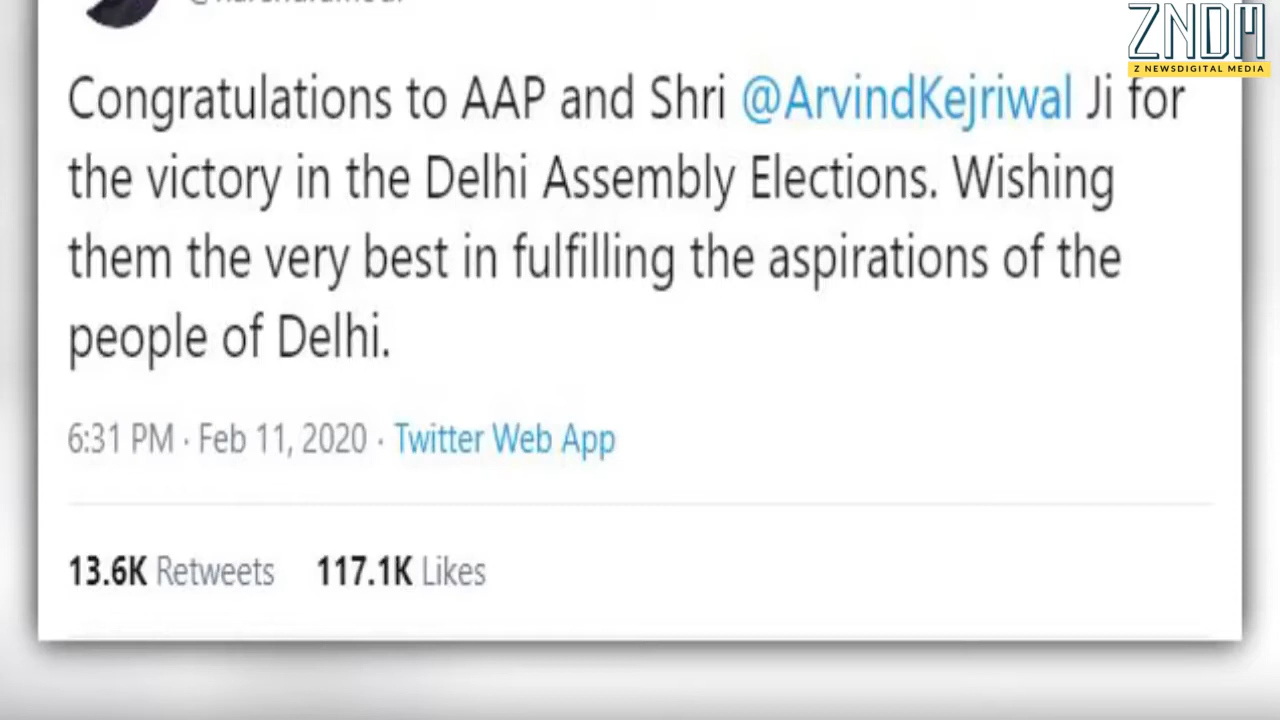 ZNDM
Z NEWSDIGITAL MEDIA
Congratulations to AAP and Shri @ArvindKejriwal Ji for
the victory in the Delhi Assembly Elections. Wishing
them the very best in fulfilling the aspirations of the
people of Delhi.
6:31 PM · Feb 11, 2020 · Twitter Web App
13.6K Retweets 117.1K Likes